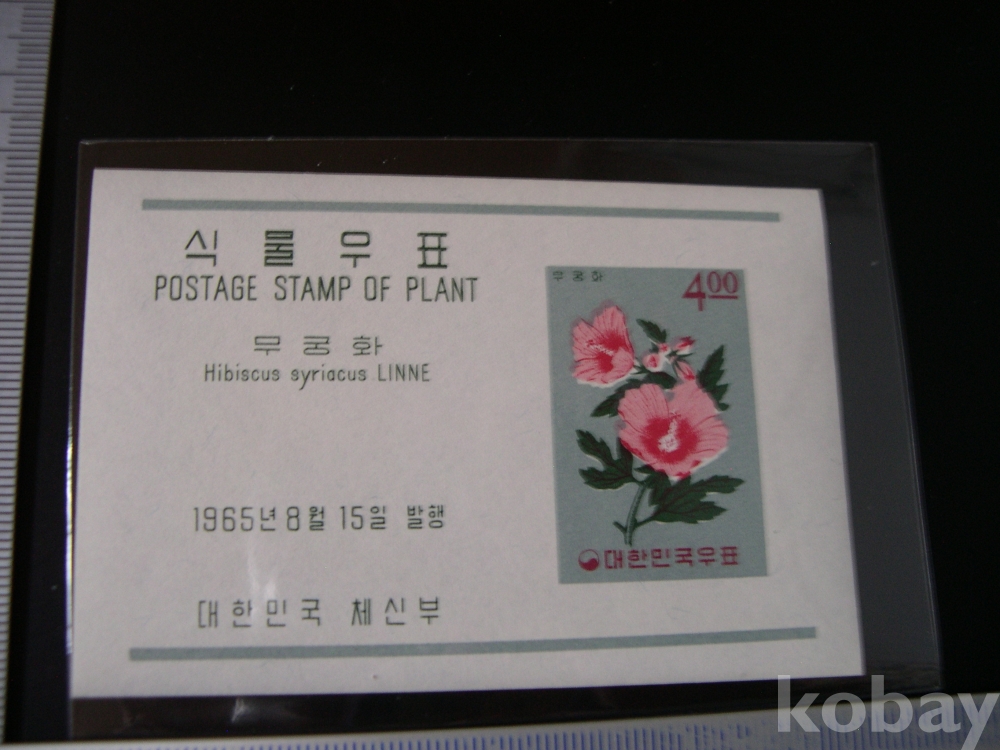 식물우표
POSTAGE STAMP OF PLANT
무궁화
Hibiscus syriacus LINNE
1965년 8월 15일 발행
대한민국 체신부
무궁화
4.00
대한민국우표
kobay